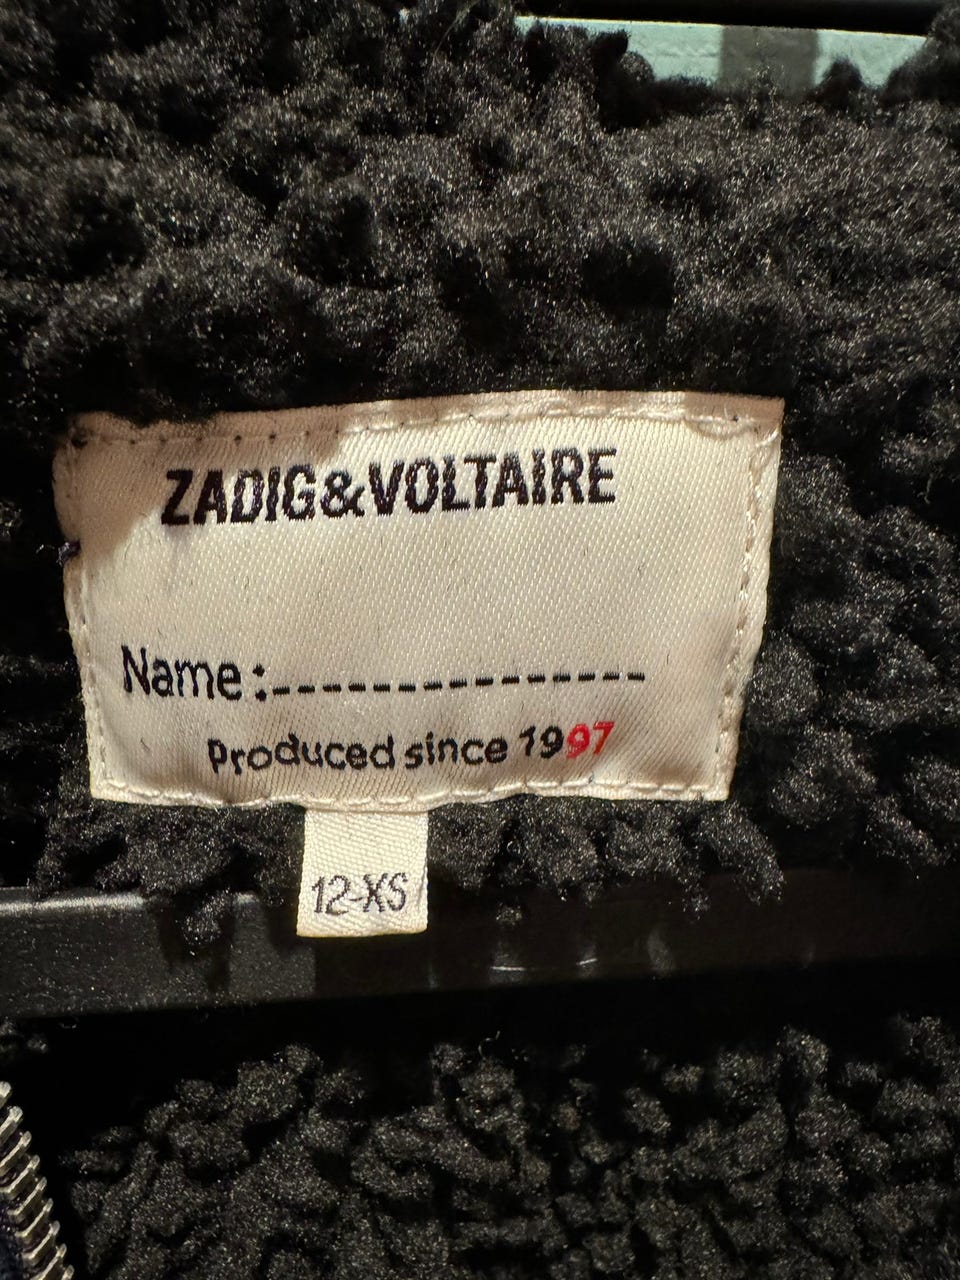 ZADIG&VOLTAIRE
Name:---------------
Produced since 1997
12-XS